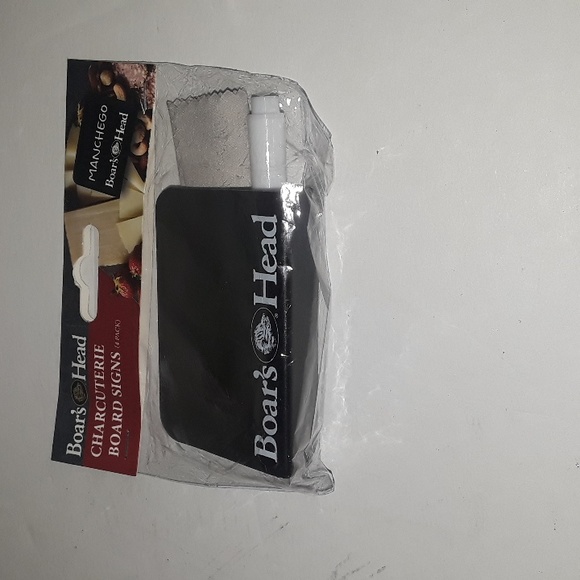 Boar's Head
CHARCUTERIE
BOARD SIGNS (4 PACK)
MANCHEGO
Boar's Head
Boar's Head